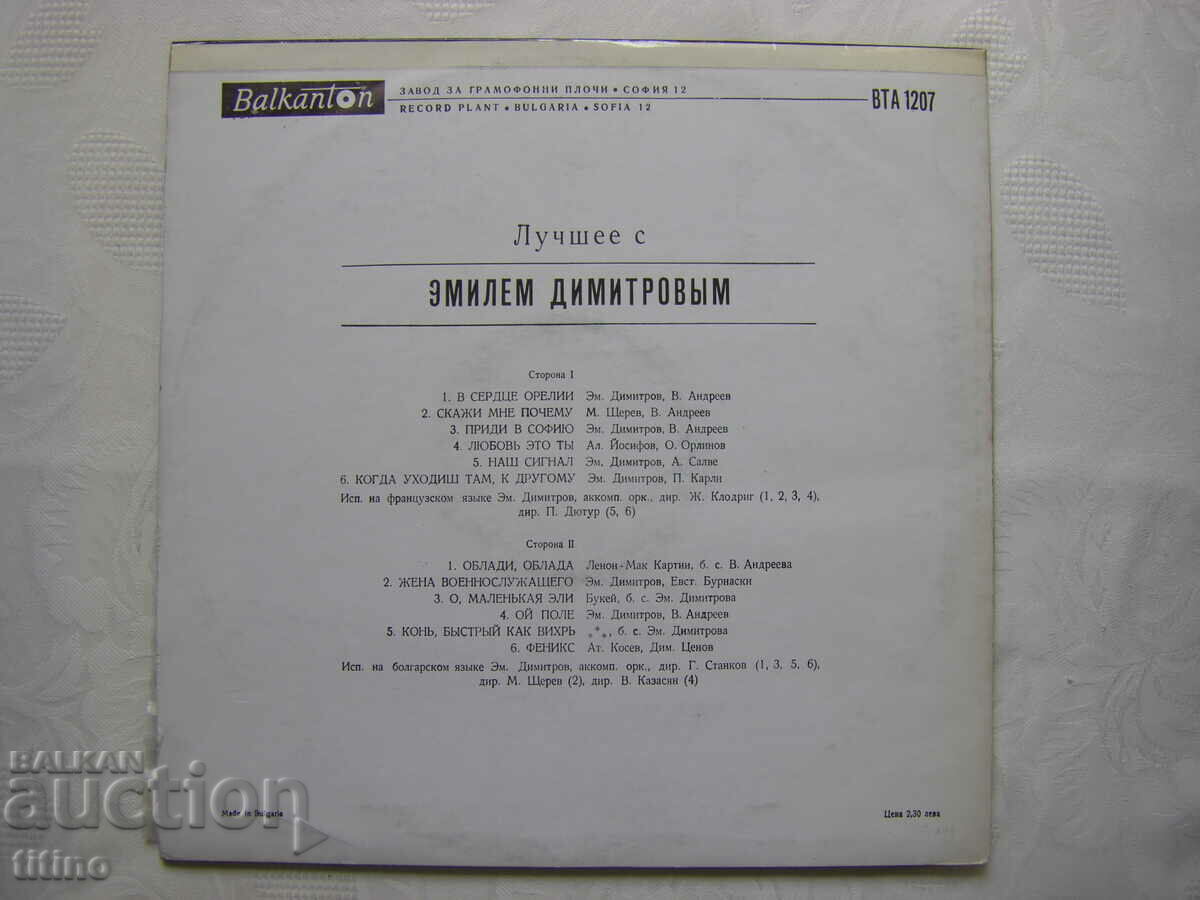 Balkanton
ЗАВОД ЗА ГРАМОФОННИ ПЛОЧИ • СОФИЯ 12
RECORD PLANT • BULGARIA • SOFIA 12
ВТА 1207
Лучшее с
ЭМИЛЕМ ДИМИТРОВЫМ
Сторона I
1. В СЕРДЦЕ ОРЕЛИИ Эм. Димитров, В. Андреев
2. СКАЖИ МНЕ ПОЧЕМУ М. Щерев, В. Андреев
3. ПРИДИ В СОФИЮ Эм. Димитров, В. Андреев
4. ЛЮБОВЬ ЭТО ТЫ Ал. Йосифов, О. Орлинов
5. НАШ СИГНАЛ Эм. Димитров, А. Салве
6. КОГДА УХОДИШ ТАМ, К ДРУГОМУ Эм. Димитров, П. Карли
Исп. на французском языке Эм. Димитров, аккомп. орк., дир. Ж. Клодриг (1, 2, 3, 4),
дир. П. Дютур (5, 6)
Сторона II
1. ОБЛАДИ, ОБЛАДА Ленон-Мак Картни, б. с. В. Андреева
2. ЖЕНА ВОЕННОСЛУЖАЩЕГО Эм. Димитров, Евст. Бурнаски
3. О, МАЛЕНЬКАЯ ЭЛИ Букей, б. с. Эм. Димитрова
4. ОЙ ПОЛЕ Эм. Димитров, В. Андреев
5. КОНЬ, БЫСТРЫЙ КАК ВИХРЬ ***, б. с. Эм. Димитрова
6. ФЕНИКС Ат. Косев, Дим. Ценов
Исп. на болгарском языке Эм. Димитров, аккомп. орк., дир. Г. Станков (1, 3, 5, 6),
дир. М. Щерев (2), дир. В. Казасян (4)
Made in Bulgaria
Цена 2,30 лева
BALKAN
auction
titino